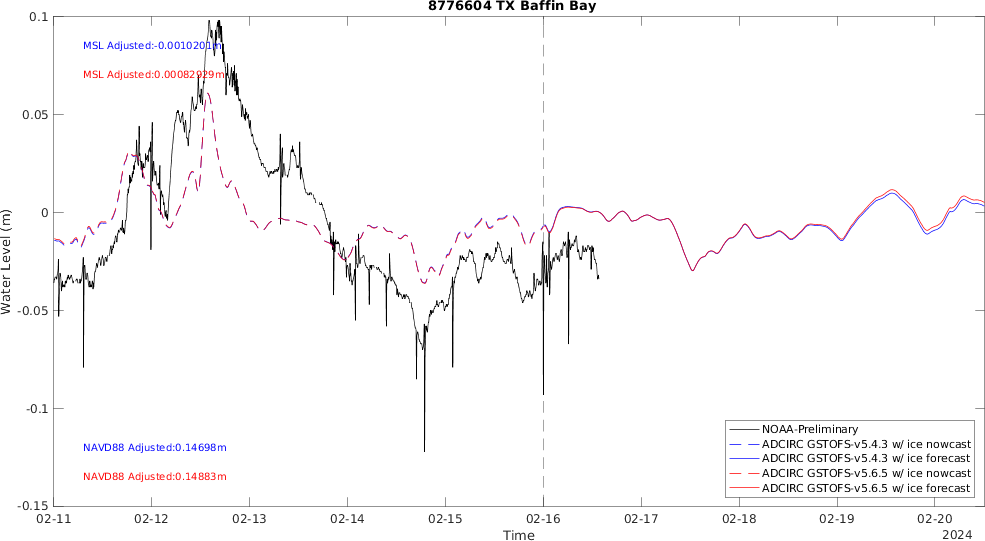 8776604 TX Baffin Bay
0.1
MSL Adjusted:-0.0010201m
MSL Adjusted:0.00082929m
0.05
0
Water Level (m)
-0.05
-0.1
NAVD88 Adjusted:0.14698m
NAVD88 Adjusted:0.14883m
NOAA-Preliminary
ADCIRC GSTOFS-v5.4.3 w/ ice nowcast
ADCIRC GSTOFS-v5.4.3 w/ ice forecast
ADCIRC GSTOFS-v5.6.5 w/ ice nowcast
ADCIRC GSTOFS-v5.6.5 w/ ice forecast
-0.15
02-11 02-12 02-13 02-14 02-15 02-16 02-17 02-18 02-19 02-20
Time
2024